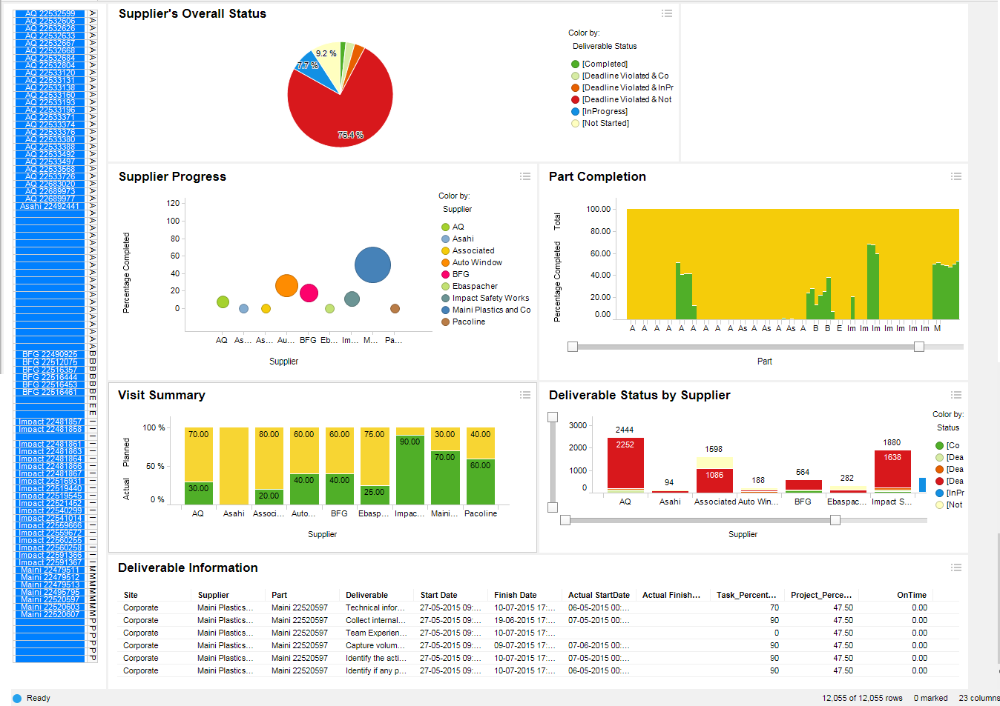 AQ 22532599
AQ 22532606
AQ 22532626
AQ 22532633
AQ 22532667
AQ 22532668
AQ 22532684
AQ 22532804
AQ 22533120
AQ 22533131
AQ 22533138
AQ 22533160
AQ 22533193
AQ 22533196
AQ 22533371
AQ 22533374
AQ 22533376
AQ 22533380
AQ 22533388
AQ 22533492
AQ 22533497
AQ 22533568
AQ 22533726
AQ 22683020
AQ 22689973
AQ 22689977
Asahi 22492441
BFG 22490925
BFG 22512075
BFG 22516357
BFG 22516444
BFG 22516453
BFG 22516461
Impact 22481857
Impact 22481858
Impact 22481861
Impact 22481863
Impact 22481864
Impact 22481866
Impact 22481867
Impact 22516931
Impact 22519440
Impact 22519545
Impact 22521452
Impact 22540299
Impact 22541014
Impact 22559666
Impact 22559672
Impact 22560255
Impact 22560258
Impact 22591366
Impact 22591367
Maini 22479511
Maini 22479512
Maini 22479513
Maini 22495795
Maini 22520597
Maini 22520603
Maini 22520607
Supplier's Overall Status
9.2 %
7.7 %
75.4 %
Color by:
Deliverable Status
[Completed]
[Deadline Violated & Co
[Deadline Violated & InPr
[Deadline Violated & Not
[InProgress]
[Not Started]
Supplier Progress
Percentage Completed
120
100
80
60
40
20
0
AQ As... As... Au... BFG Eb... Im... M... Pa...
Supplier
Color by:
Supplier
AQ
Asahi
Associated
Auto Window
BFG
Ebaspacher
Impact Safety Works
Maini Plastics and Co
Pacoline
Part Completion
Percentage Completed Total
100.00
80.00
60.00
40.00
20.00
0.00
A A A A A A A A A As As A As A B B E Im Im Im Im Im Im Im M
Part
Visit Summary
Actual Planned
100 %
50 %
0 %
70.00 80.00 60.00 60.00 75.00 30.00 40.00
90.00
70.00
60.00
40.00 40.00
30.00 20.00 25.00
AQ Asahi Associ... Auto... BFG Ebasp... Impac... Maini... Pacoline
Supplier
Deliverable Status by Supplier
3000
2000
1000
0
2444
2252
94
1598
1086
188
564
282
1880
1638
AQ Asahi Associated Auto Win... BFG Ebaspac... Impact S...
Supplier
Color by:
Status
[Co
[Dea
[Dea
[Dea
[InPr
[Not
Deliverable Information
Site Supplier Part Deliverable Start Date Finish Date Actual StartDate Actual Finish... Task_Percent... Project_Perce... OnTime
Corporate Maini Plastics... Maini 22520597 Technical infor... 27-05-2015 09:... 10-07-2015 17:... 06-05-2015 00:... 70 47.50 0.00
Corporate Maini Plastics... Maini 22520597 Collect internal... 27-05-2015 09:... 19-06-2015 17:... 07-05-2015 00:... 90 47.50 0.00
Corporate Maini Plastics... Maini 22520597 Team Experien... 27-05-2015 09:... 10-07-2015 17:... 0 47.50 0.00
Corporate Maini Plastics... Maini 22520597 Capture volum... 27-05-2015 09:... 09-07-2015 17:... 07-06-2015 00:... 90 47.50 0.00
Corporate Maini Plastics... Maini 22520597 Identify the acti... 27-05-2015 09:... 10-07-2015 17:... 07-05-2015 00:... 90 47.50 0.00
Corporate Maini Plastics... Maini 22520597 Identify if any p... 27-05-2015 09:... 10-07-2015 17:... 06-05-2015 00:... 90 47.50 0.00
Ready
12,055 of 12,055 rows 0 marked 23 columns